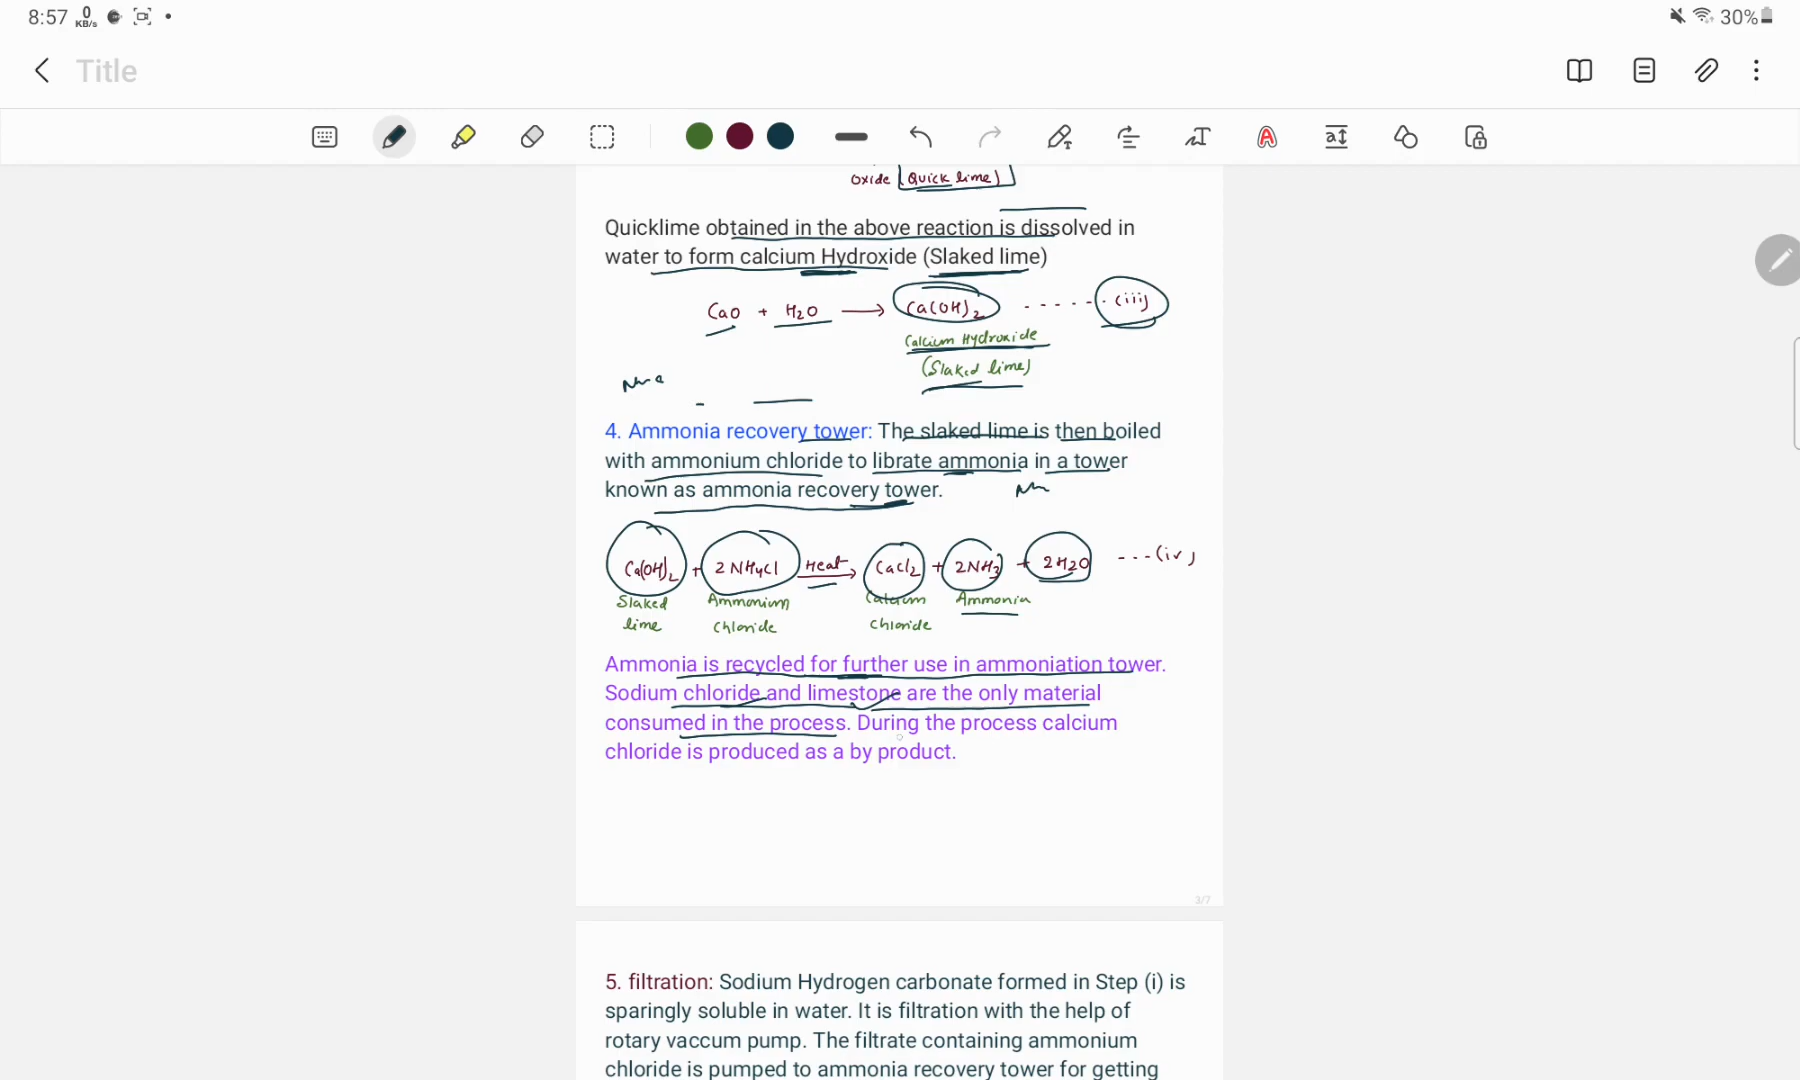 8:57 0 KB/s 30%
Title
oxide (Quick lime)
Quicklime obtained in the above reaction is dissolved in
water to form calcium Hydroxide (Slaked lime)
CaO + H2O → Ca(OH)2 ------(iii)
Calcium Hydroxide
(Slaked lime)
4. Ammonia recovery tower: The slaked lime is then boiled
with ammonium chloride to librate ammonia in a tower
known as ammonia recovery tower.
Ca(OH)2 + 2NH4Cl Heat → CaCl2 + 2NH3 + 2H2O ---(iv)
Slaked lime Ammonium chloride Calcium chloride Ammonia
Ammonia is recycled for further use in ammoniation tower.
Sodium chloride and limestone are the only material
consumed in the process. During the process calcium
chloride is produced as a by product.
3/7
5. filtration: Sodium Hydrogen carbonate formed in Step (i) is
sparingly soluble in water. It is filtration with the help of
rotary vaccum pump. The filtrate containing ammonium
chloride is pumped to ammonia recovery tower for getting